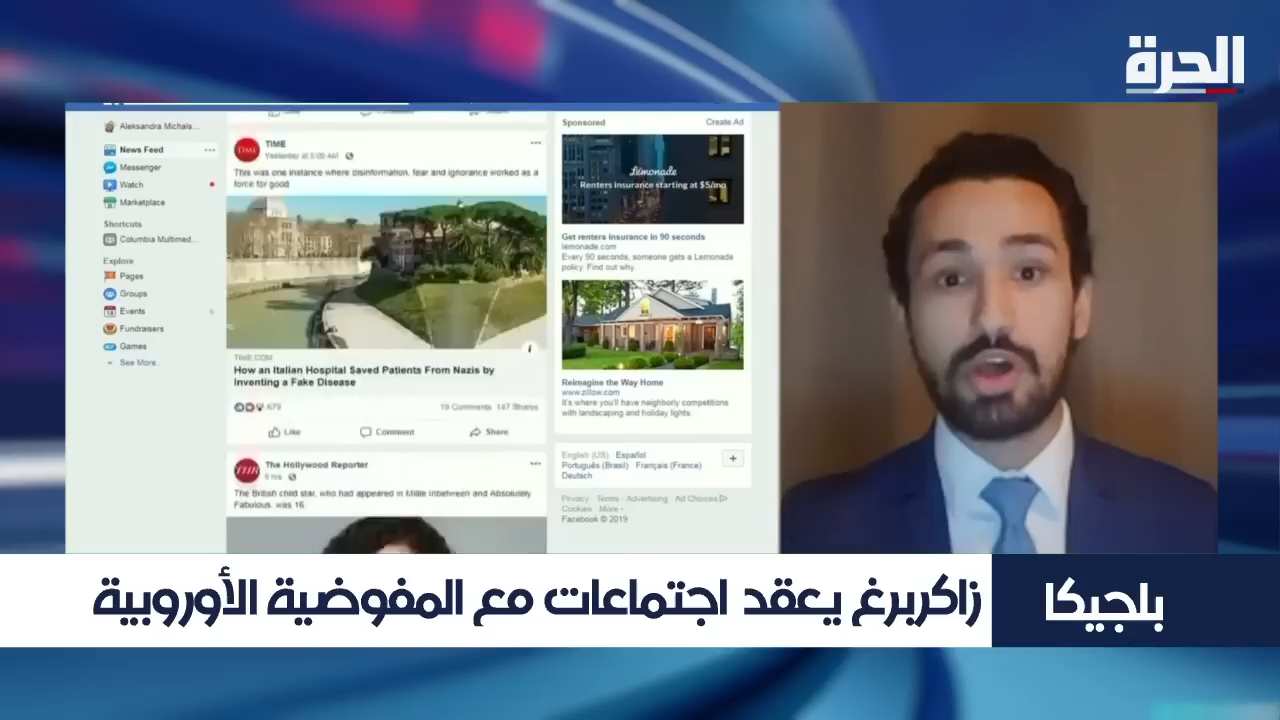 الحرة
Aleksandra Michals...
News Feed
Messenger
Watch
Marketplace
Shortcuts
Columbia Multimed...
Explore
Pages
Groups
Events
Fundraisers
Games
See More...
TIME
Yesterday at 5:00 AM
This was one instance where disinformation, fear and ignorance worked as a
force for good
TIME.COM
How an Italian Hospital Saved Patients From Nazis by
Inventing a Fake Disease
679
19 Comments 147 Shares
Like Comment Share
The Hollywood Reporter
The British child star, who had appeared in Millie Inbetween and Absolutely
Fabulous, was 16.
Sponsored Create Ad
Lemonade
Renters insurance starting at $5/mo
Get renters insurance in 90 seconds
lemonade.com
Every 90 seconds, someone gets a Lemonade
policy. Find out why.
Reimagine the Way Home
www.zillow.com
It's where you'll have neighborly competitions
with landscaping and holiday lights.
English (US) Español
Português (Brasil) Français (France)
Deutsch
Privacy Terms Advertising Ad Choices
Cookies More
Facebook © 2019
بلجيكا
زاكربرغ يعقد اجتماعات مع المفوضية الأوروبية